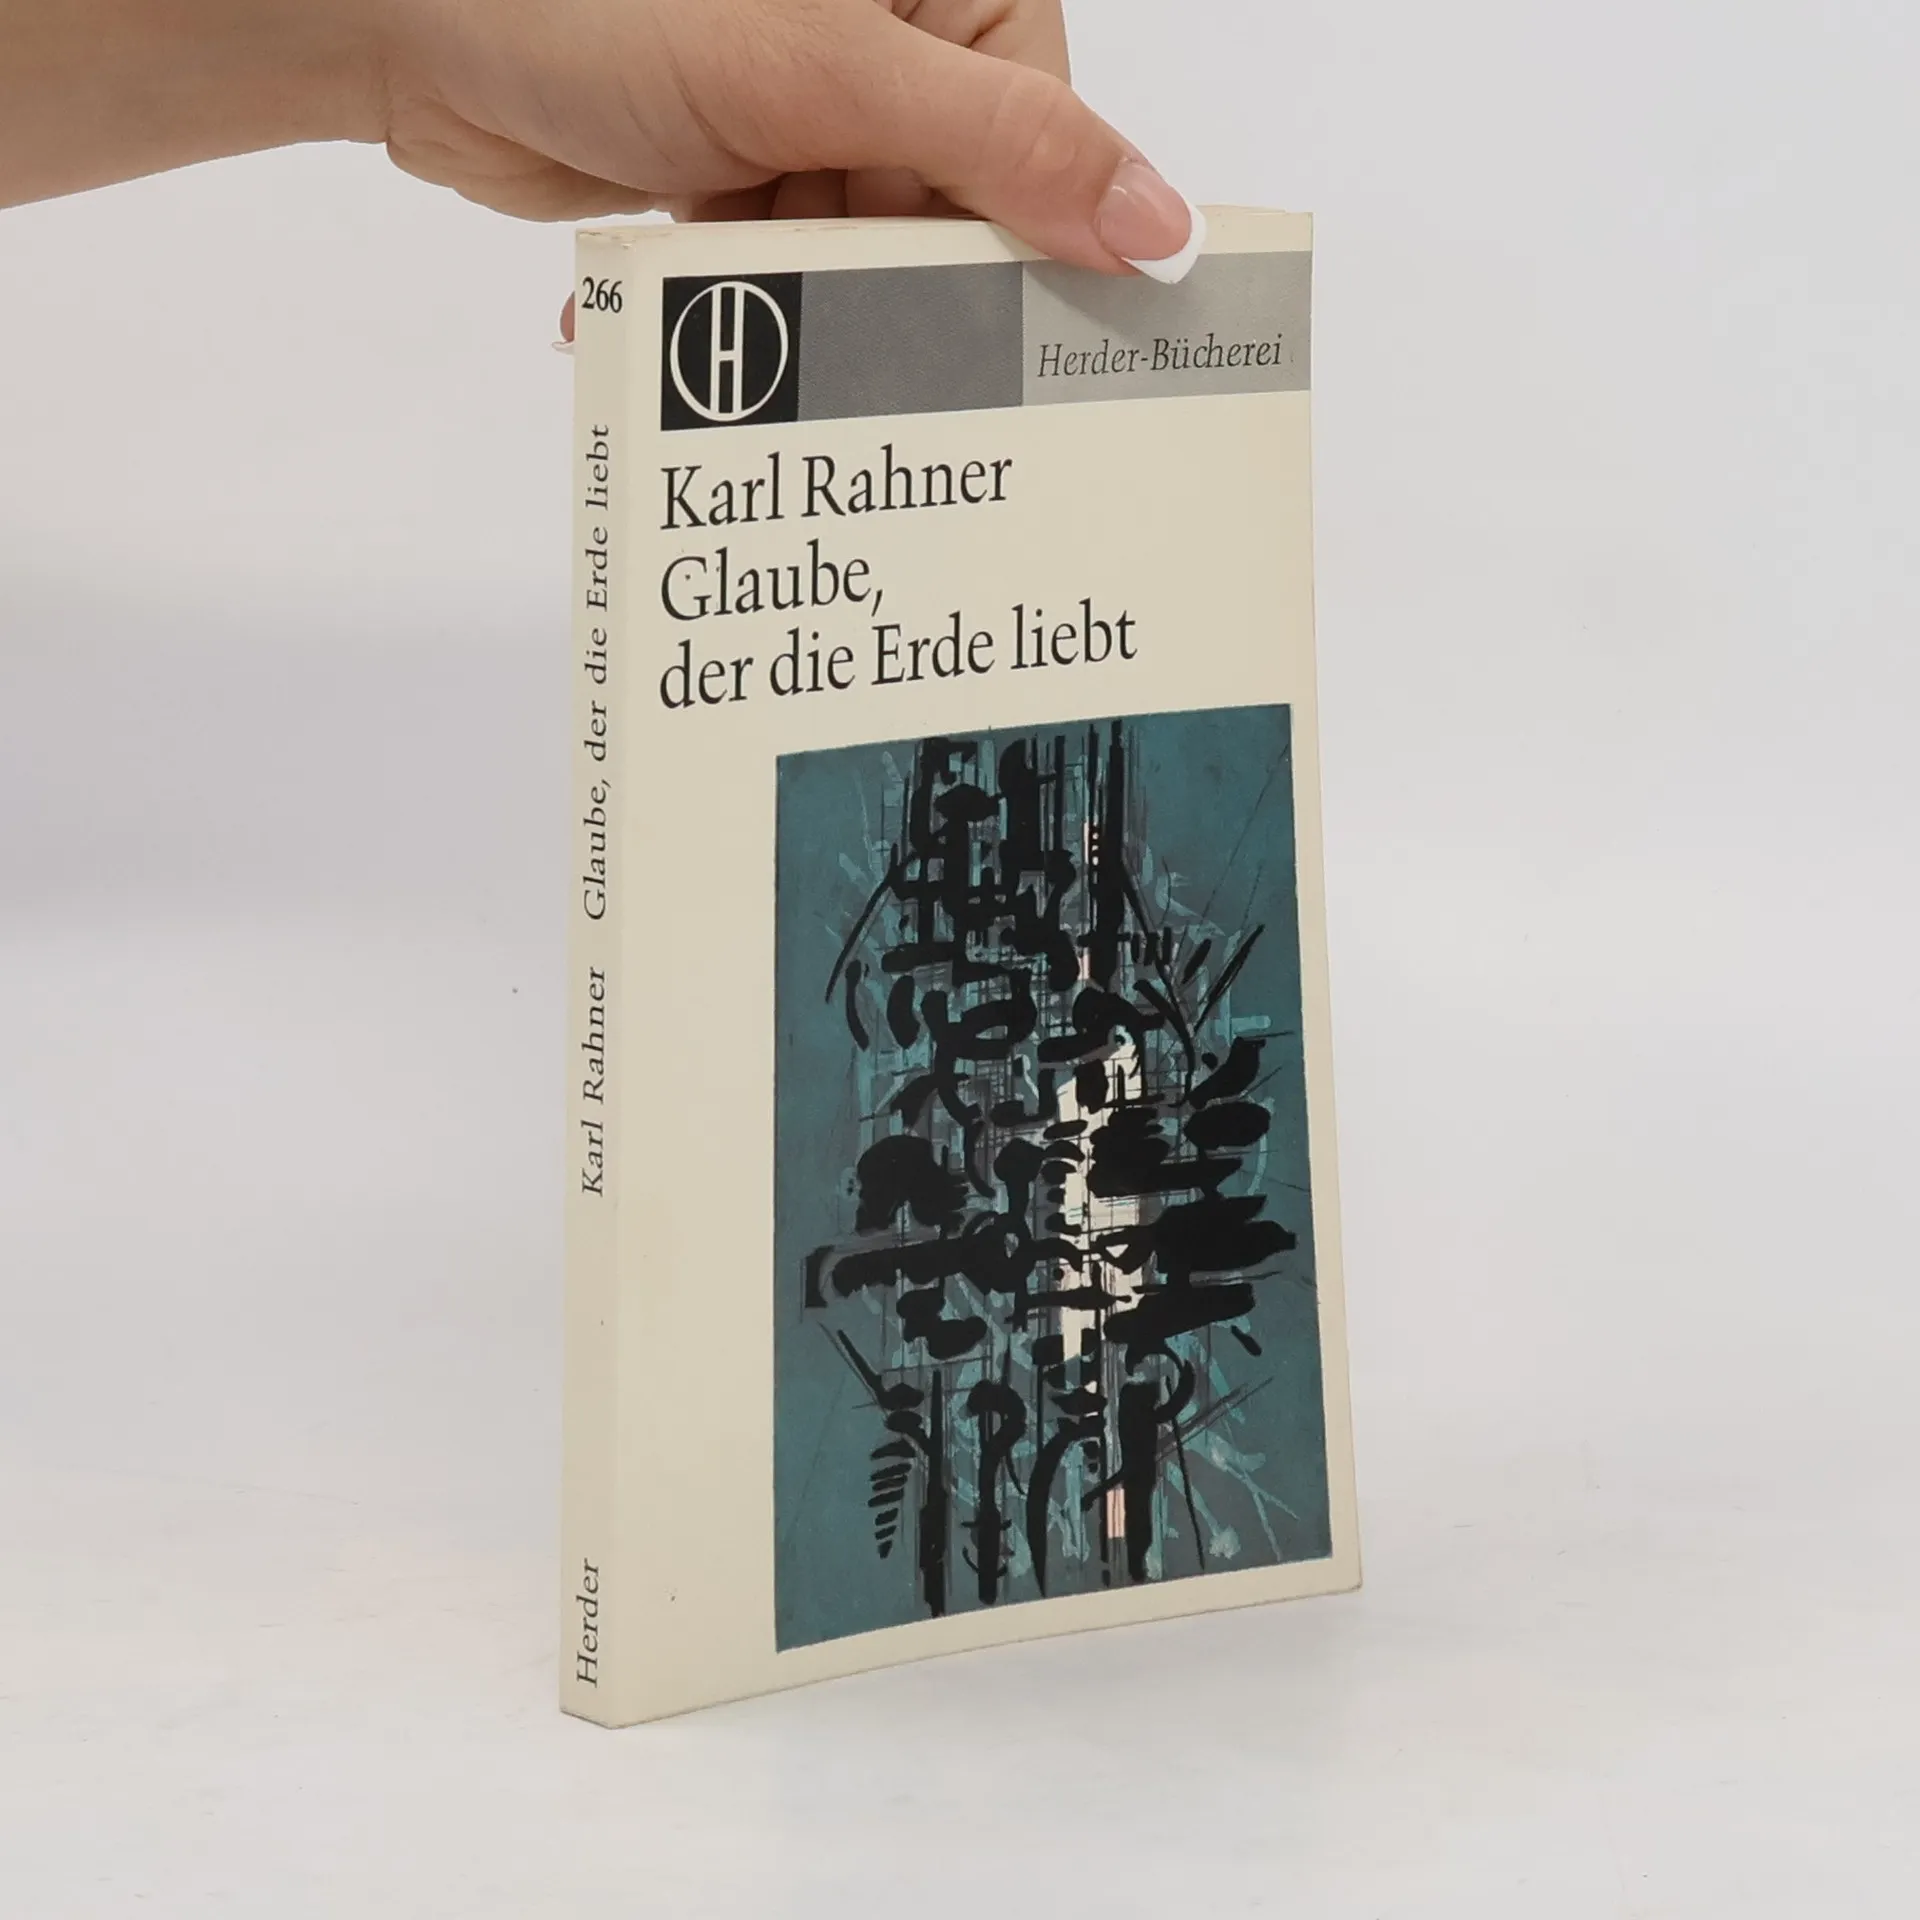 266
Karl Rahner Glaube, der die Erde liebt
Herder
H
Herder-Bücherei
Karl Rahner
Glaube,
der die Erde liebt